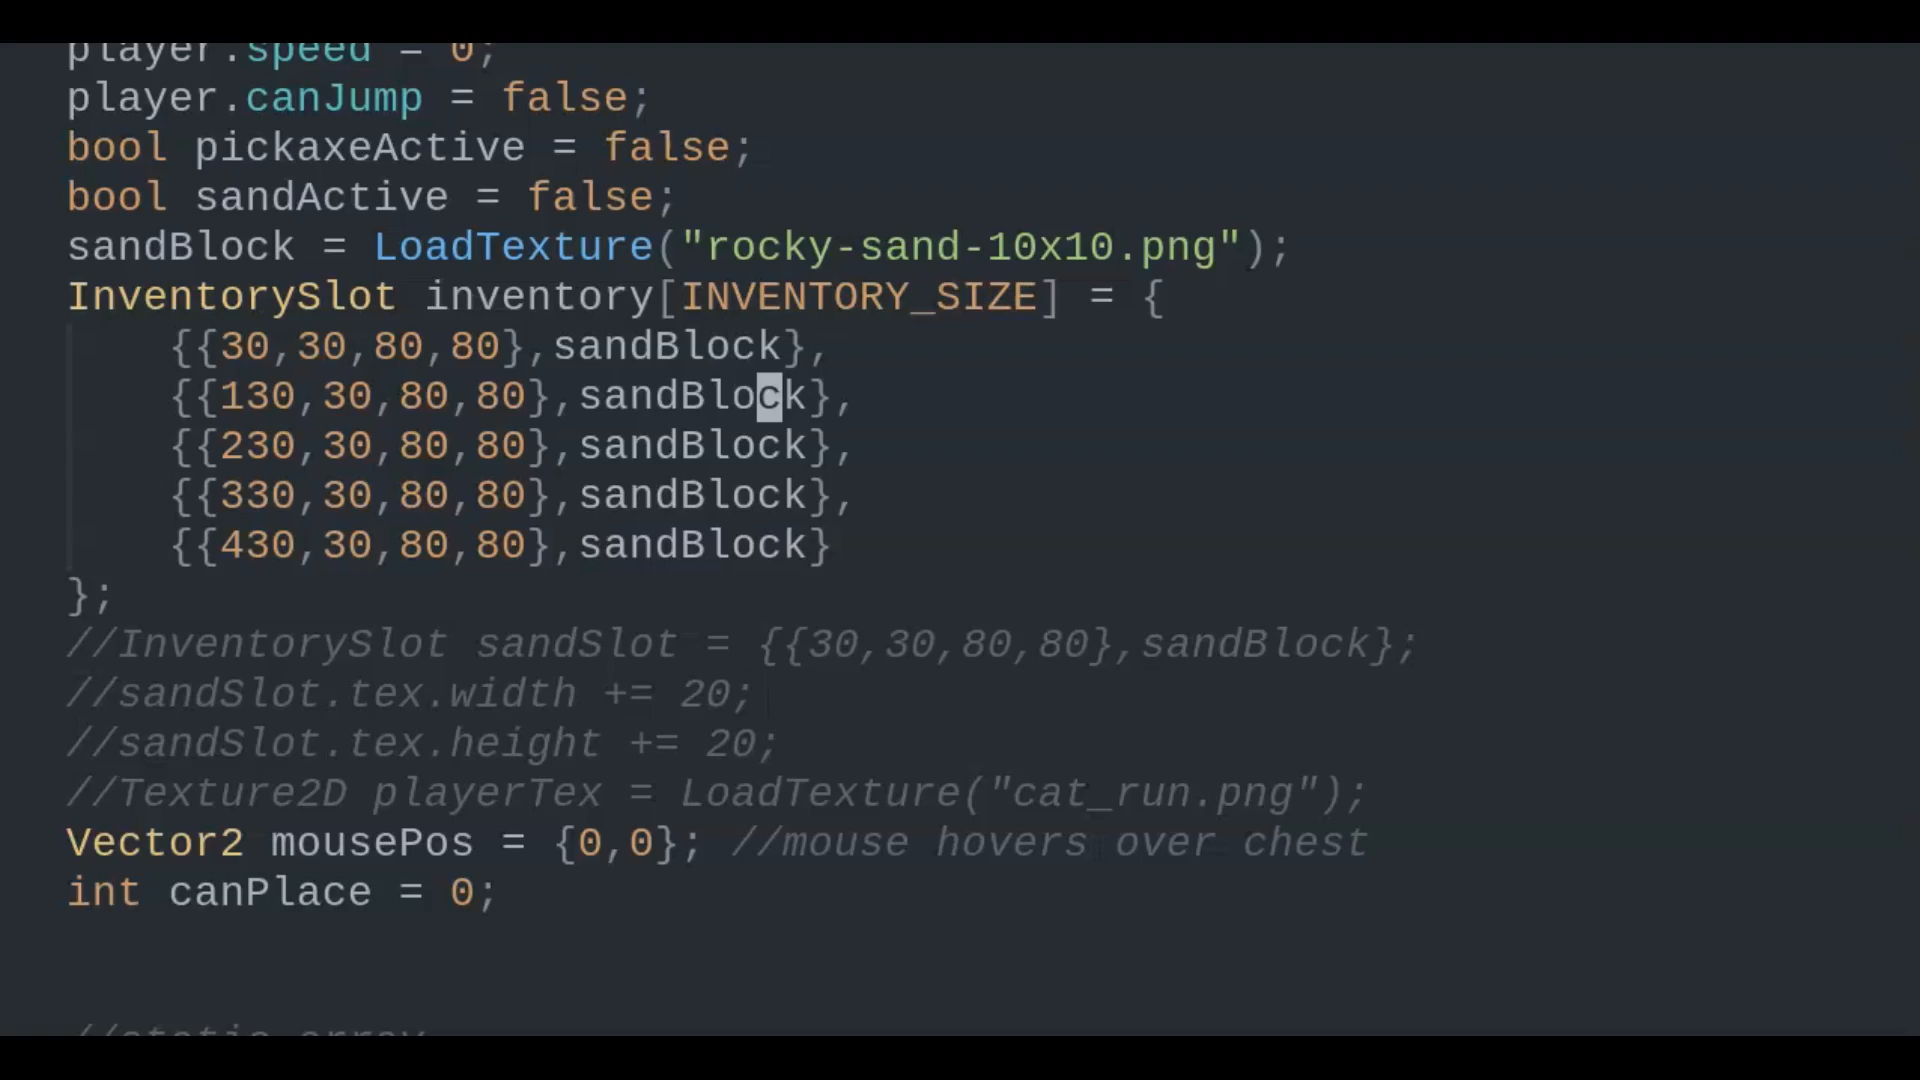 player.speed = 0;
player.canJump = false;
bool pickaxeActive = false;
bool sandActive = false;
sandBlock = LoadTexture("rocky-sand-10x10.png");
InventorySlot inventory[INVENTORY_SIZE] = {
    {{30,30,80,80},sandBlock},
    {{130,30,80,80},sandBlock},
    {{230,30,80,80},sandBlock},
    {{330,30,80,80},sandBlock},
    {{430,30,80,80},sandBlock}
};
//InventorySlot sandSlot = {{30,30,80,80},sandBlock};
//sandSlot.tex.width += 20;
//sandSlot.tex.height += 20;
//Texture2D playerTex = LoadTexture("cat_run.png");
Vector2 mousePos = {0,0}; //mouse hovers over chest
int canPlace = 0;
//static array